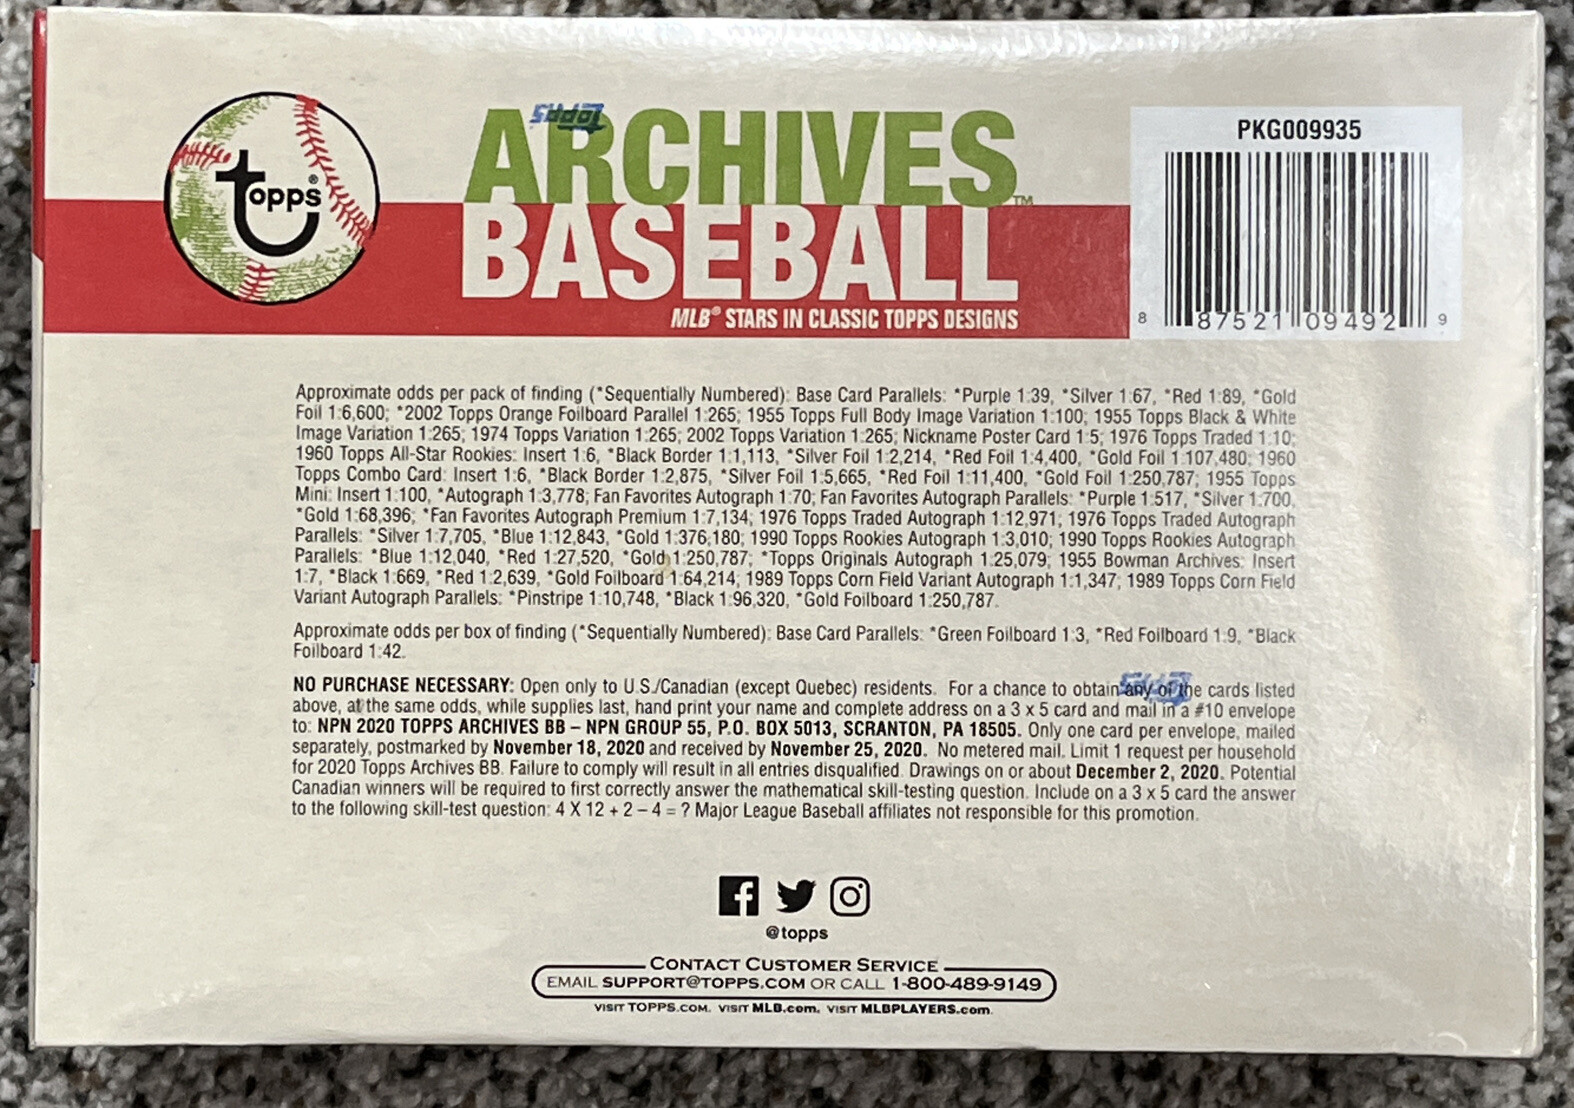 Topps
ARCHIVES
topps®
TM
BASEBALL
MLB® STARS IN CLASSIC TOPPS DESIGNS
PKG009935
8 87521 09492 9
Approximate odds per pack of finding (*Sequentially Numbered): Base Card Parallels: *Purple 1:39, *Silver 1:67, *Red 1:89, *Gold
Foil 1:6,600; *2002 Topps Orange Foilboard Parallel 1:265; 1955 Topps Full Body Image Variation 1:100; 1955 Topps Black & White
Image Variation 1:265; 1974 Topps Variation 1:265; 2002 Topps Variation 1:265; Nickname Poster Card 1:5; 1976 Topps Traded 1:10;
1960 Topps All-Star Rookies: Insert 1:6, *Black Border 1:1,113, *Silver Foil 1:2,214, *Red Foil 1:4,400, *Gold Foil 1:107,480; 1960
Topps Combo Card: Insert 1:6, *Black Border 1:2,875, *Silver Foil 1:5,665, *Red Foil 1:11,400, *Gold Foil 1:250,787; 1955 Topps
Mini: Insert 1:100, *Autograph 1:3,778; Fan Favorites Autograph 1:70; Fan Favorites Autograph Parallels: *Purple 1:517, *Silver 1:700,
*Gold 1:68,396; *Fan Favorites Autograph Premium 1:7,134; 1976 Topps Traded Autograph 1:12,971; 1976 Topps Traded Autograph
Parallels: *Silver 1:7,705, *Blue 1:12,843, *Gold 1:376,180; 1990 Topps Rookies Autograph 1:3,010; 1990 Topps Rookies Autograph
Parallels: *Blue 1:12,040, *Red 1:27,520, *Gold 1:250,787; *Topps Originals Autograph 1:25,079; 1955 Bowman Archives: Insert
1:7, *Black 1:669, *Red 1:2,639, *Gold Foilboard 1:64,214; 1989 Topps Corn Field Variant Autograph 1:1,347; 1989 Topps Corn Field
Variant Autograph Parallels: *Pinstripe 1:10,748, *Black 1:96,320, *Gold Foilboard 1:250,787.
Approximate odds per box of finding (*Sequentially Numbered): Base Card Parallels: *Green Foilboard 1:3, *Red Foilboard 1:9, *Black
Foilboard 1:42.
NO PURCHASE NECESSARY: Open only to U.S./Canadian (except Quebec) residents. For a chance to obtain any of the cards listed
above, at the same odds, while supplies last, hand print your name and complete address on a 3 x 5 card and mail in a #10 envelope
to: NPN 2020 TOPPS ARCHIVES BB – NPN GROUP 55, P.O. BOX 5013, SCRANTON, PA 18505. Only one card per envelope, mailed
separately, postmarked by November 18, 2020 and received by November 25, 2020. No metered mail. Limit 1 request per household
for 2020 Topps Archives BB. Failure to comply will result in all entries disqualified. Drawings on or about December 2, 2020. Potential
Canadian winners will be required to first correctly answer the mathematical skill-testing question. Include on a 3 x 5 card the answer
to the following skill-test question: 4 X 12 + 2 – 4 = ? Major League Baseball affiliates not responsible for this promotion.
Topps
@topps
CONTACT CUSTOMER SERVICE
EMAIL SUPPORT@TOPPS.COM OR CALL 1-800-489-9149
VISIT TOPPS.COM. VISIT MLB.com. VISIT MLBPLAYERS.com.